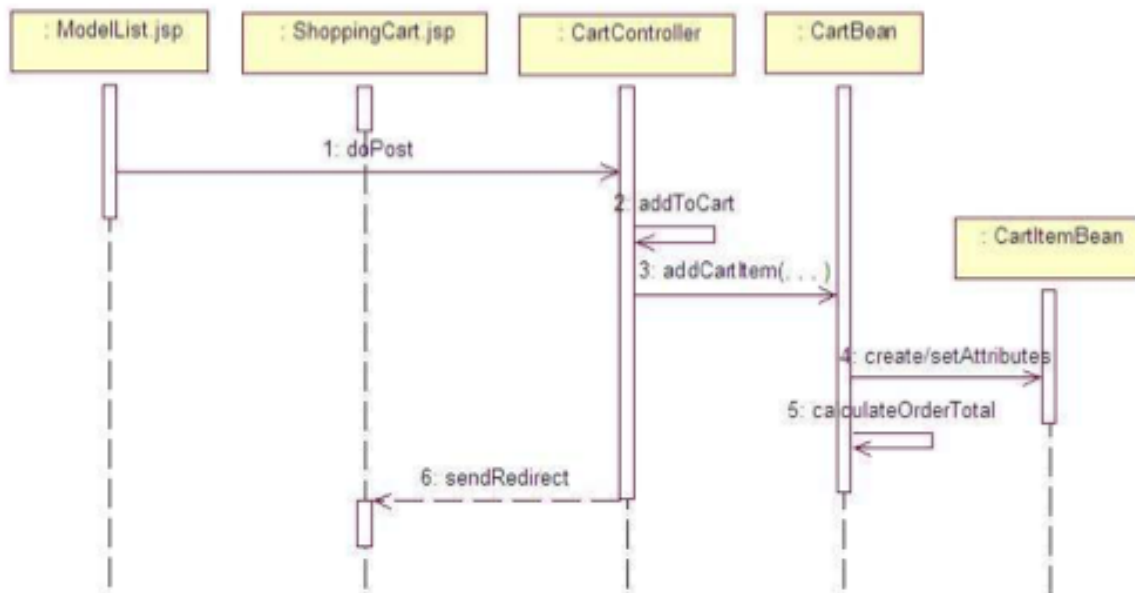 : ModelList.jsp
: ShoppingCart.jsp
: CartController
: CartBean
1: doPost
2: addToCart
: CartItemBean
3: addCartItem(. . . )
4: create/setAttributes
5: calculateOrderTotal
6: sendRedirect